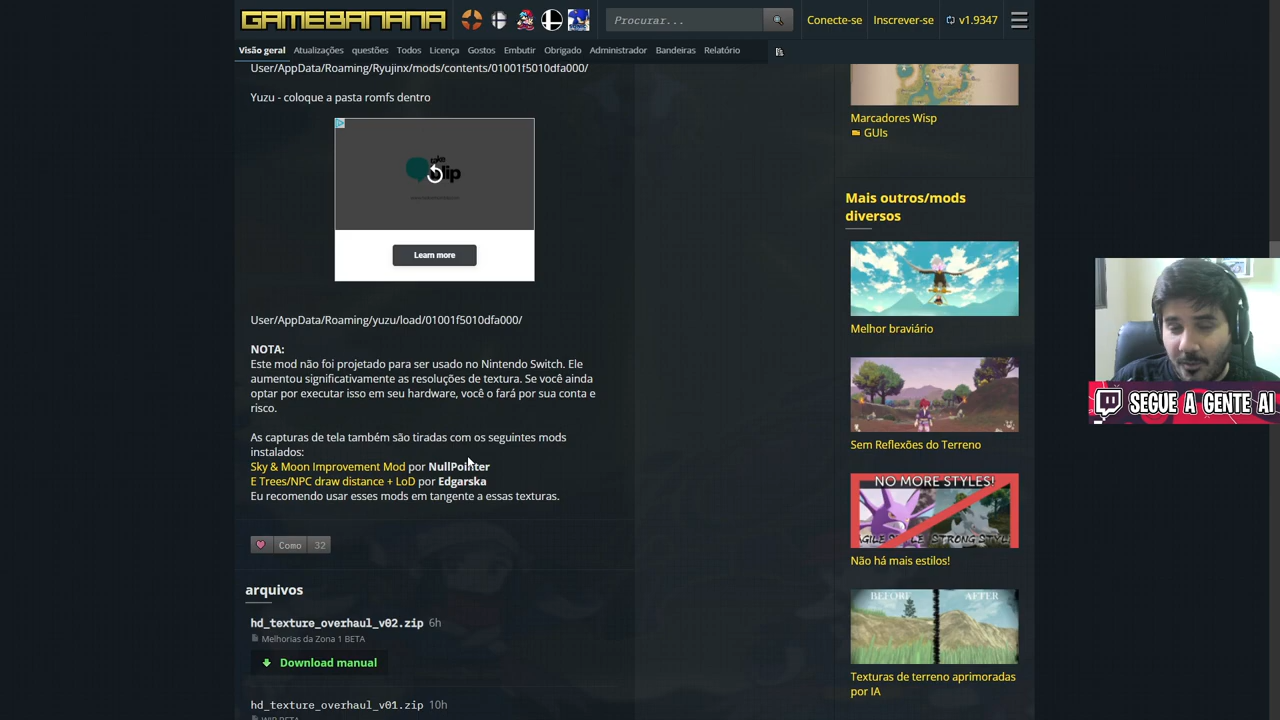 GAMEBANANA
Procurar...
Conecte-se
Inscrever-se
v1.9347
Visão geral
Atualizações
questões
Todos
Licença
Gostos
Embutir
Obrigado
Administrador
Bandeiras
Relatório
User/AppData/Roaming/Ryujinx/mods/contents/01001f5010dfa000/
Yuzu - coloque a pasta romfs dentro
Learn more
User/AppData/Roaming/yuzu/load/01001f5010dfa000/
NOTA:
Este mod não foi projetado para ser usado no Nintendo Switch. Ele
aumentou significativamente as resoluções de textura. Se você ainda
optar por executar isso em seu hardware, você o fará por sua conta e
risco.
As capturas de tela também são tiradas com os seguintes mods
instalados:
Sky & Moon Improvement Mod por NullPointer
E Trees/NPC draw distance + LoD por Edgarska
Eu recomendo usar esses mods em tangente a essas texturas.
Como 32
arquivos
hd_texture_overhaul_v02.zip 6h
Melhorias da Zona 1 BETA
Download manual
hd_texture_overhaul_v01.zip 10h
Marcadores Wisp
GUIs
Mais outros/mods
diversos
Melhor braviário
Sem Reflexões do Terreno
NO MORE STYLES!
Não há mais estilos!
BEFORE
AFTER
Texturas de terreno aprimoradas
por IA
SEGUE A GENTE AI